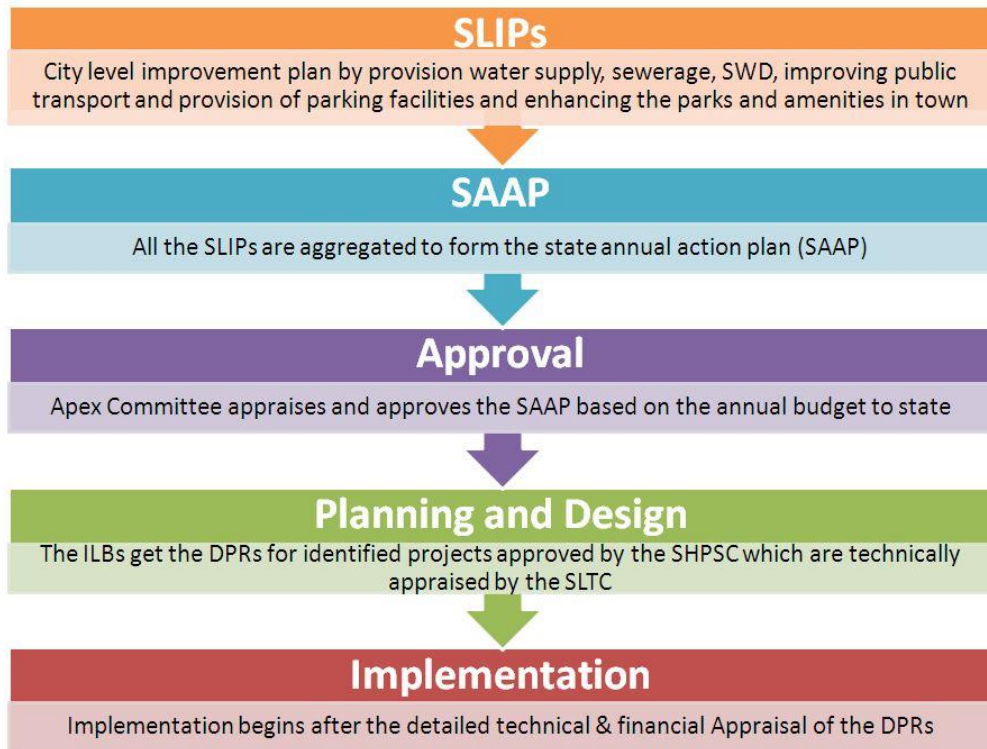 SLIPs
City level improvement plan by provision water supply, sewerage, SWD, improving public
transport and provision of parking facilities and enhancing the parks and amenities in town
SAAP
All the SLIPs are aggregated to form the state annual action plan (SAAP)
Approval
Apex Committee appraises and approves the SAAP based on the annual budget to state
Planning and Design
The ILBs get the DPRs for identified projects approved by the SHPSC which are technically
appraised by the SLTC
Implementation
Implementation begins after the detailed technical & financial Appraisal of the DPRs